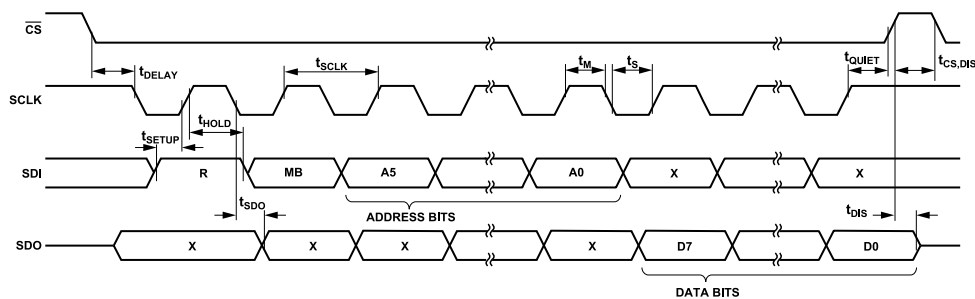 CS
tDELAY
tSCLK
tM
tS
tQUIET
tCS,DIS
SCLK
tSETUP
tHOLD
SDI
R
MB
A5
A0
X
X
tSDO
ADDRESS BITS
tDIS
SDO
X
X
X
X
D7
D0
DATA BITS